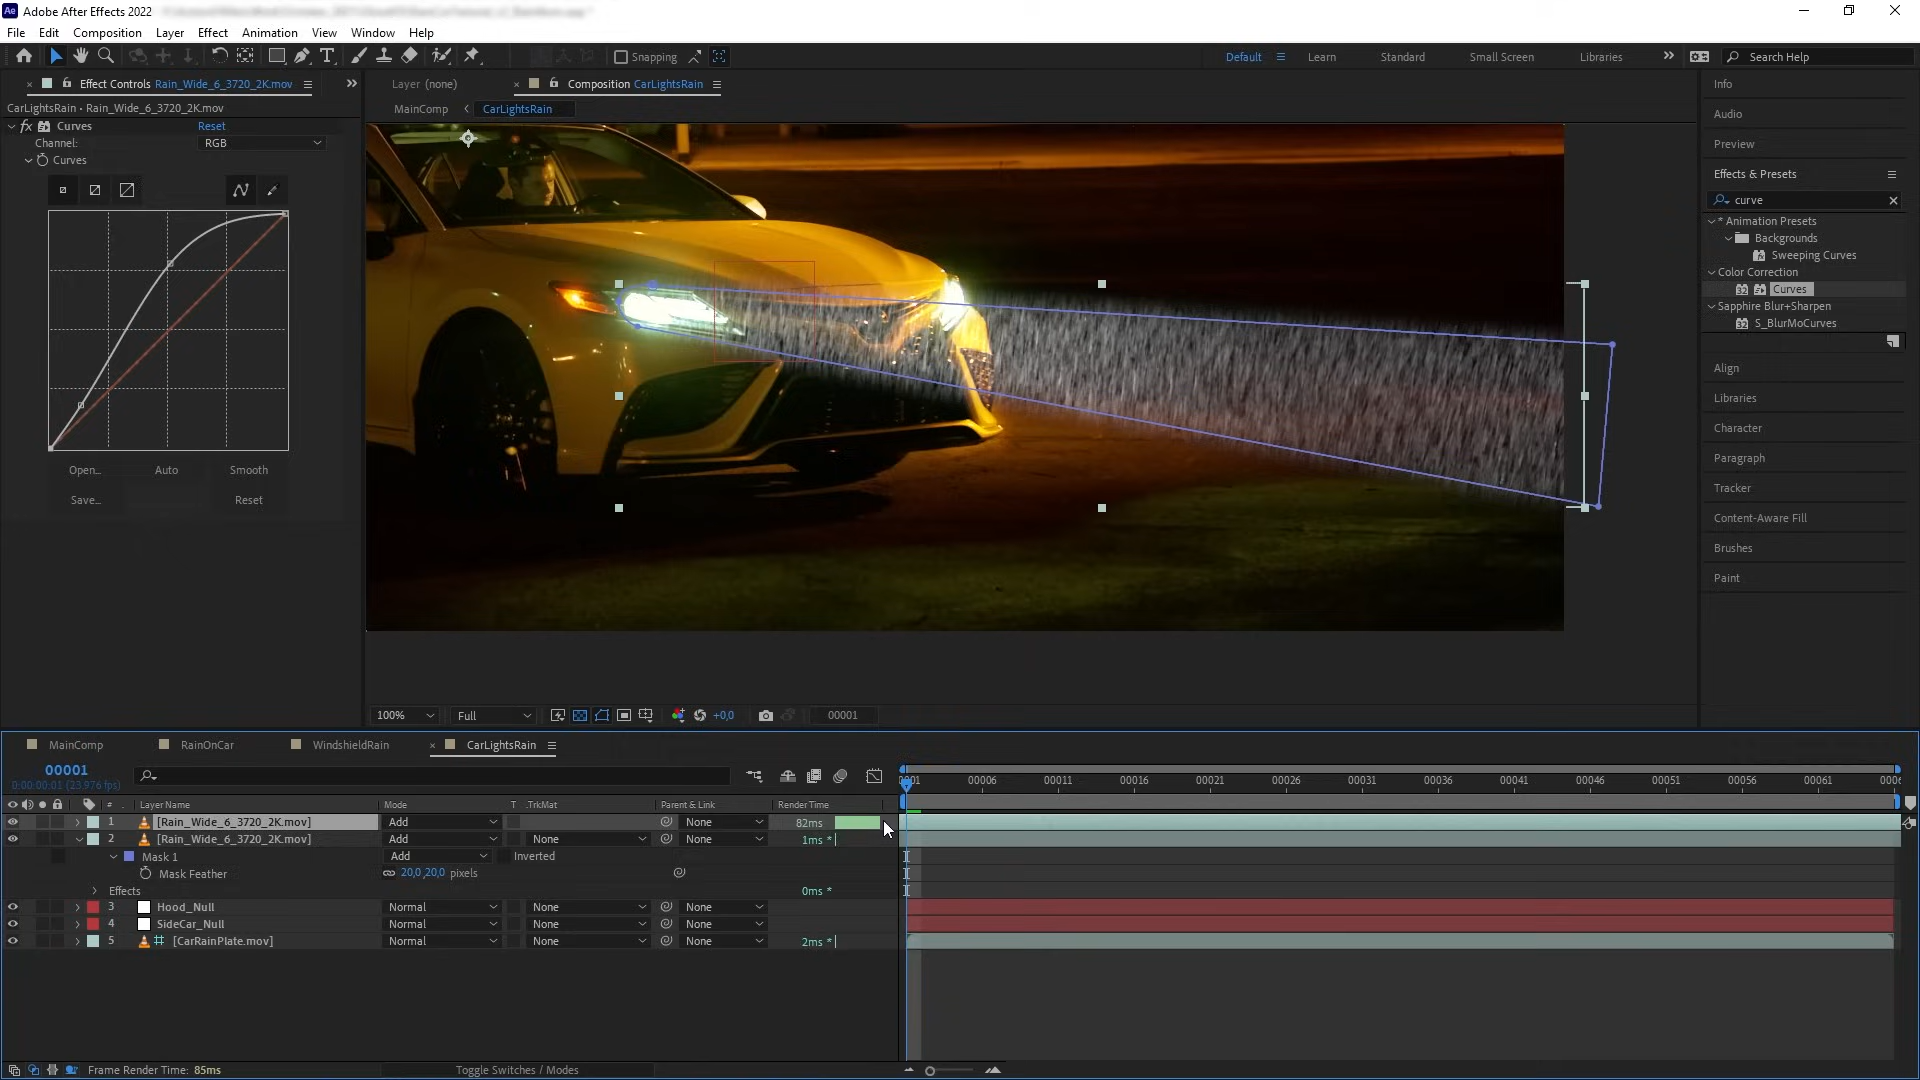 Ae Adobe After Effects 2022
File Edit Composition Layer Effect Animation View Window Help
Snapping
Default Learn Standard Small Screen Libraries Search Help
Effect Controls Rain_Wide_6_3720_2K.mov
Layer (none)
Composition CarLightsRain
Info
CarLightsRain • Rain_Wide_6_3720_2K.mov
MainComp CarLightsRain
Audio
fx Curves Reset
Channel: RGB
Curves
Preview
Effects & Presets
curve
* Animation Presets
Backgrounds
Sweeping Curves
Color Correction
Curves
Sapphire Blur+Sharpen
S_BlurMoCurves
Align
Libraries
Character
Paragraph
Tracker
Content-Aware Fill
Brushes
Paint
Open... Auto Smooth
Save... Reset
100% Full +0,0 00001
MainComp RainOnCar WindshieldRain CarLightsRain
00001
0:00:00:01 (23.976 fps)
00006 00011 00016 00021 00026 00031 00036 00041 00046 00051 00056 00061
# Layer Name Mode T .TrkMat Parent & Link Render Time
1 [Rain_Wide_6_3720_2K.mov] Add None 82ms
2 [Rain_Wide_6_3720_2K.mov] Add None None 1ms *
Mask 1 Add Inverted
Mask Feather 20,0,20,0 pixels
Effects 0ms *
3 Hood_Null Normal None None
4 SideCar_Null Normal None None
5 [CarRainPlate.mov] Normal None None 2ms *
Frame Render Time: 85ms Toggle Switches / Modes